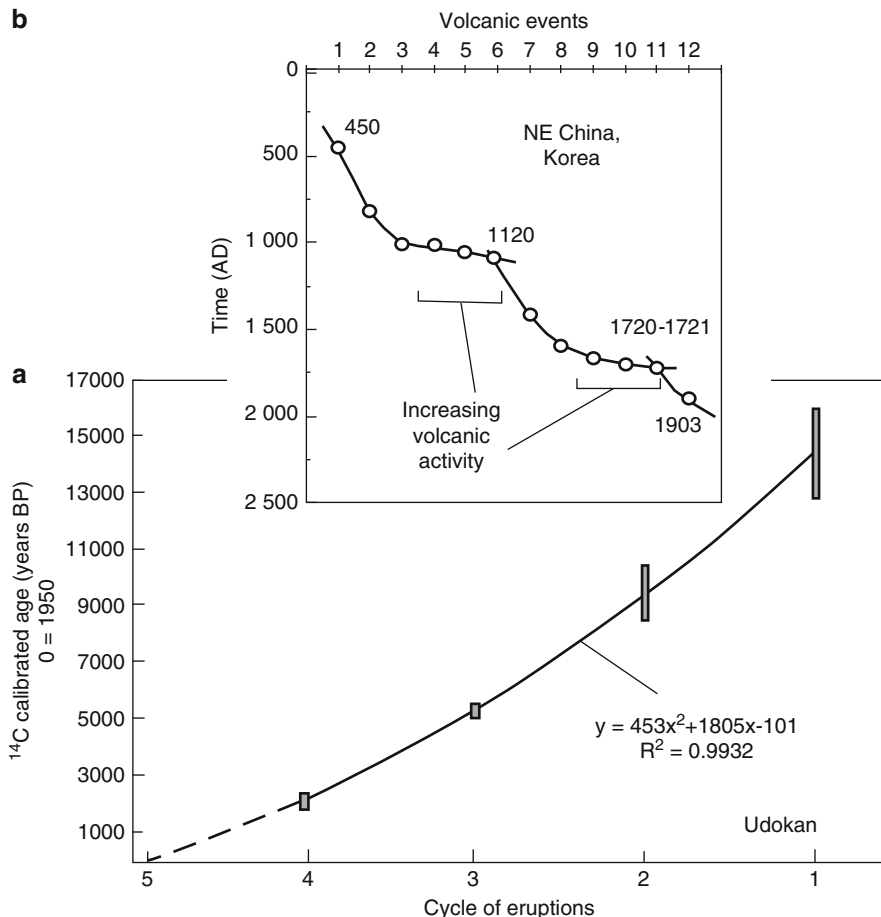 b
Volcanic events
1 2 3 4 5 6 7 8 9 10 11 12
0
500
1 000
1 500
2 000
2 500
Time (AD)
NE China,
Korea
450
1120
1720-1721
1903
Increasing
volcanic
activity
a
17000
15000
13000
11000
9000
7000
5000
3000
1000
¹⁴C calibrated age (years BP)
0 = 1950
y = 453x²+1805x-101
R² = 0.9932
Udokan
5 4 3 2 1
Cycle of eruptions